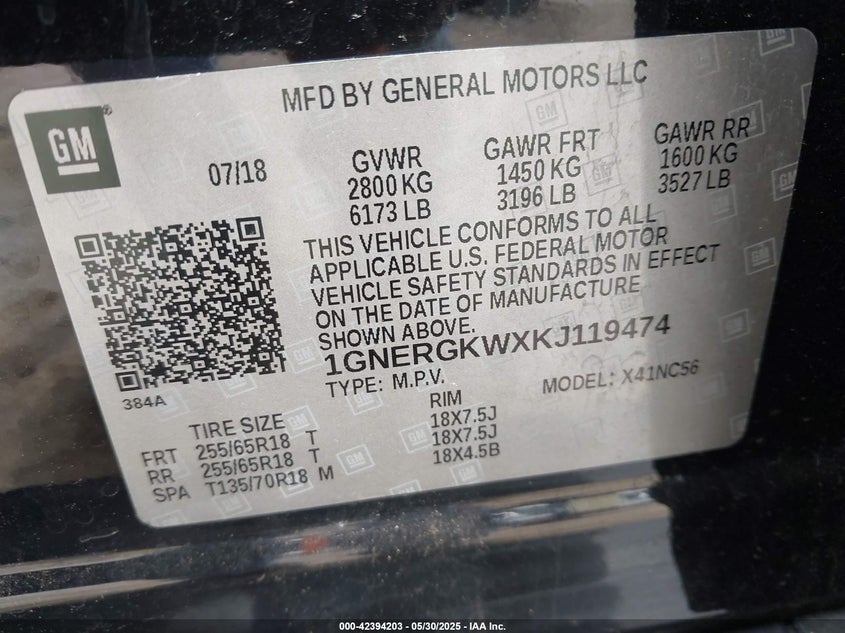 MFD BY GENERAL MOTORS LLC
GM
07/18
GVWR
2800 KG
6173 LB
GAWR FRT
1450 KG
3196 LB
GAWR RR
1600 KG
3527 LB
THIS VEHICLE CONFORMS TO ALL
APPLICABLE U.S. FEDERAL MOTOR
VEHICLE SAFETY STANDARDS IN EFFECT
ON THE DATE OF MANUFACTURE
SHOWN ABOVE.
1GNERGKWXKJ119474
TYPE: M.P.V. MODEL: X41NC56
384A
TIRE SIZE RIM
FRT 255/65R18 T 18X7.5J
RR 255/65R18 T 18X7.5J
SPA T135/70R18 M 18X4.5B
000-42394203 — 05/30/2025 — IAA Inc.